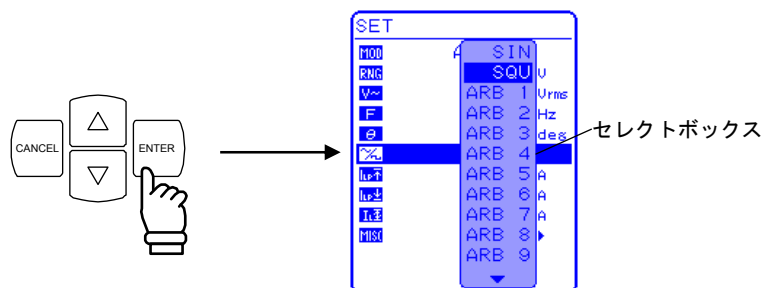 SET
MOD A SIN
RNG SQU V
V~ ARB 1 Vrms
F ARB 2 Hz
θ ARB 3 deg
ARB 4
ARB 5 A
ARB 6 A
ARB 7 A
MISC ARB 8
ARB 9
セレクトボックス
CANCEL
ENTER